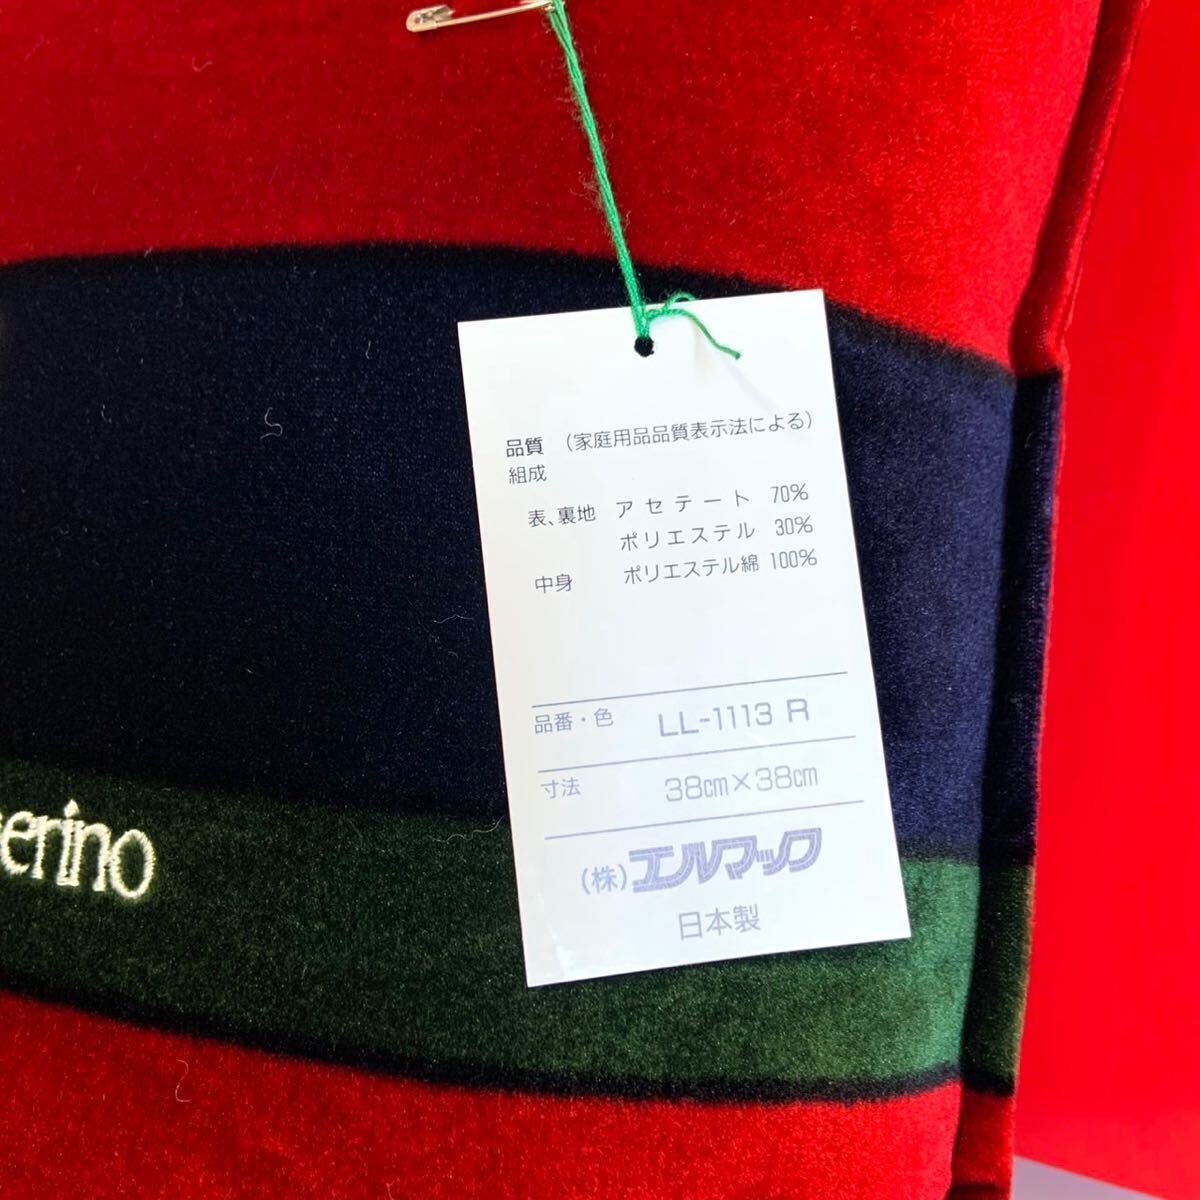 品質 （家庭用品品質表示法による）
組成
表、裏地 アセテート 70%
ポリエステル 30%
中身 ポリエステル綿 100%
品番・色 LL-1113 R
寸法 38cm×38cm
(株)エルマック
日本製
erino